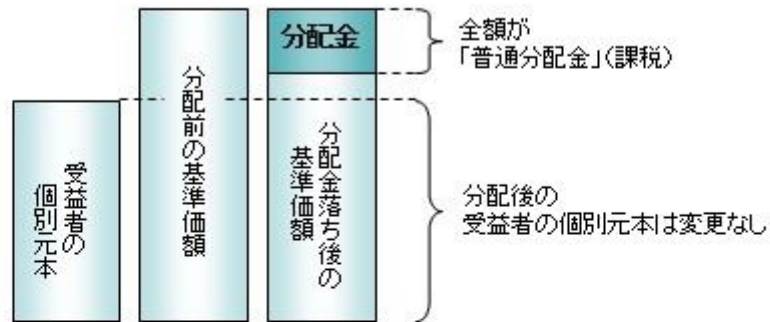 分配金
全額が
「普通分配金」(課税)
受益者の
個別元本
分配前の基準価額
分配金落ち後の
基準価額
分配後の
受益者の個別元本は変更なし